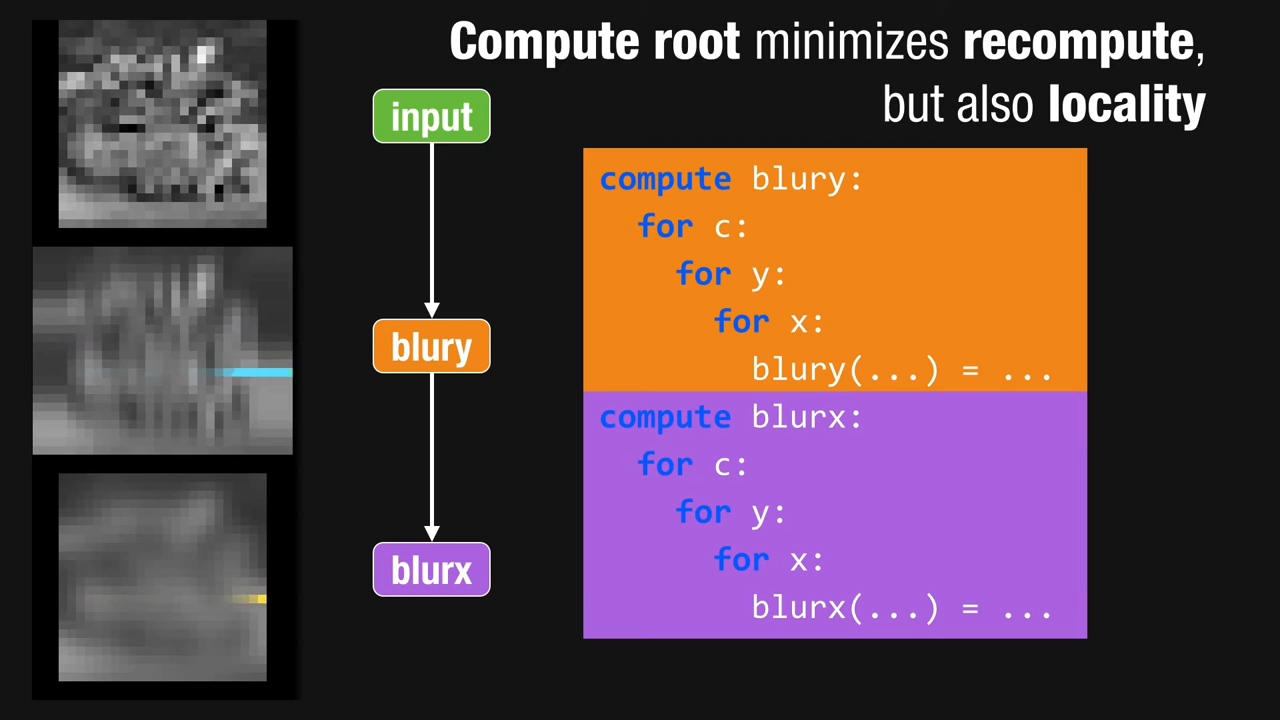 Compute root minimizes recompute,
but also locality
input
blury
blurx
compute blury:
for c:
for y:
for x:
blury(...) = ...
compute blurx:
for c:
for y:
for x:
blurx(...) = ...